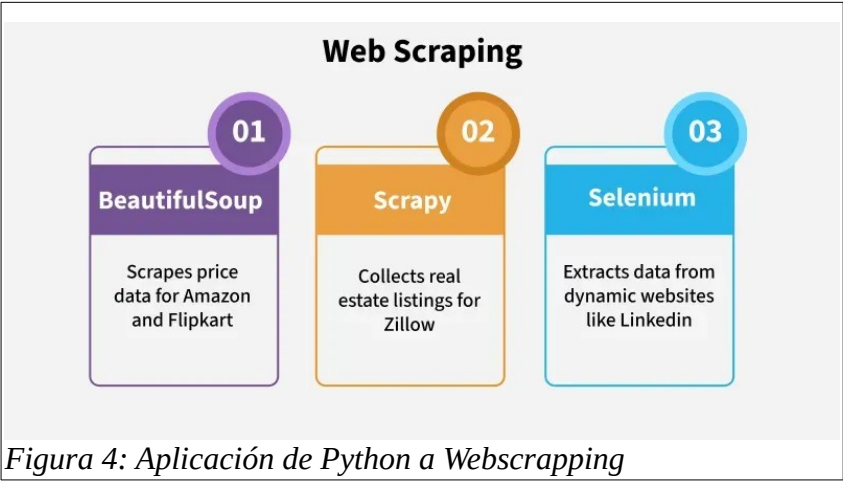 Web Scraping
01
BeautifulSoup
Scrapes price
data for Amazon
and Flipkart
02
Scrapy
Collects real
estate listings for
Zillow
03
Selenium
Extracts data from
dynamic websites
like Linkedin
Figura 4: Aplicación de Python a Webscrapping